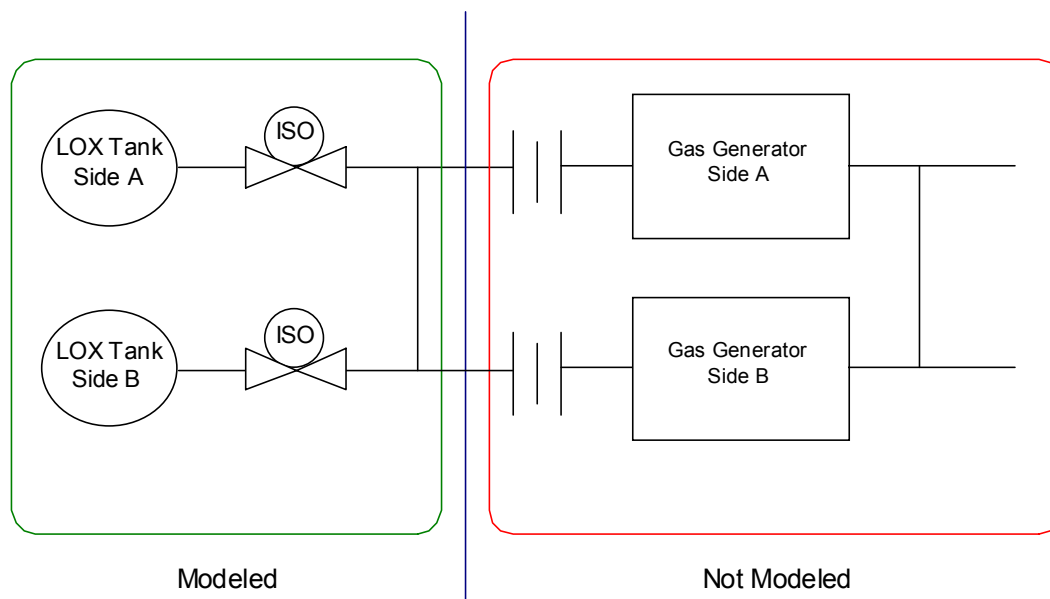 LOX Tank
Side A
ISO
Gas Generator
Side A
LOX Tank
Side B
ISO
Gas Generator
Side B
Modeled
Not Modeled